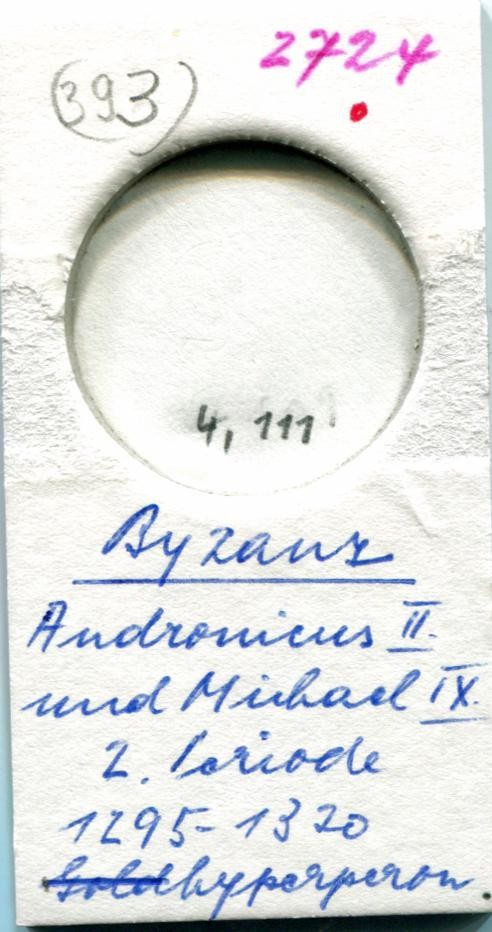 2724
393
4,111
Byzanz
Andronicus II.
und Michael IX.
2. Periode
1295-1320
Goldhyperperon